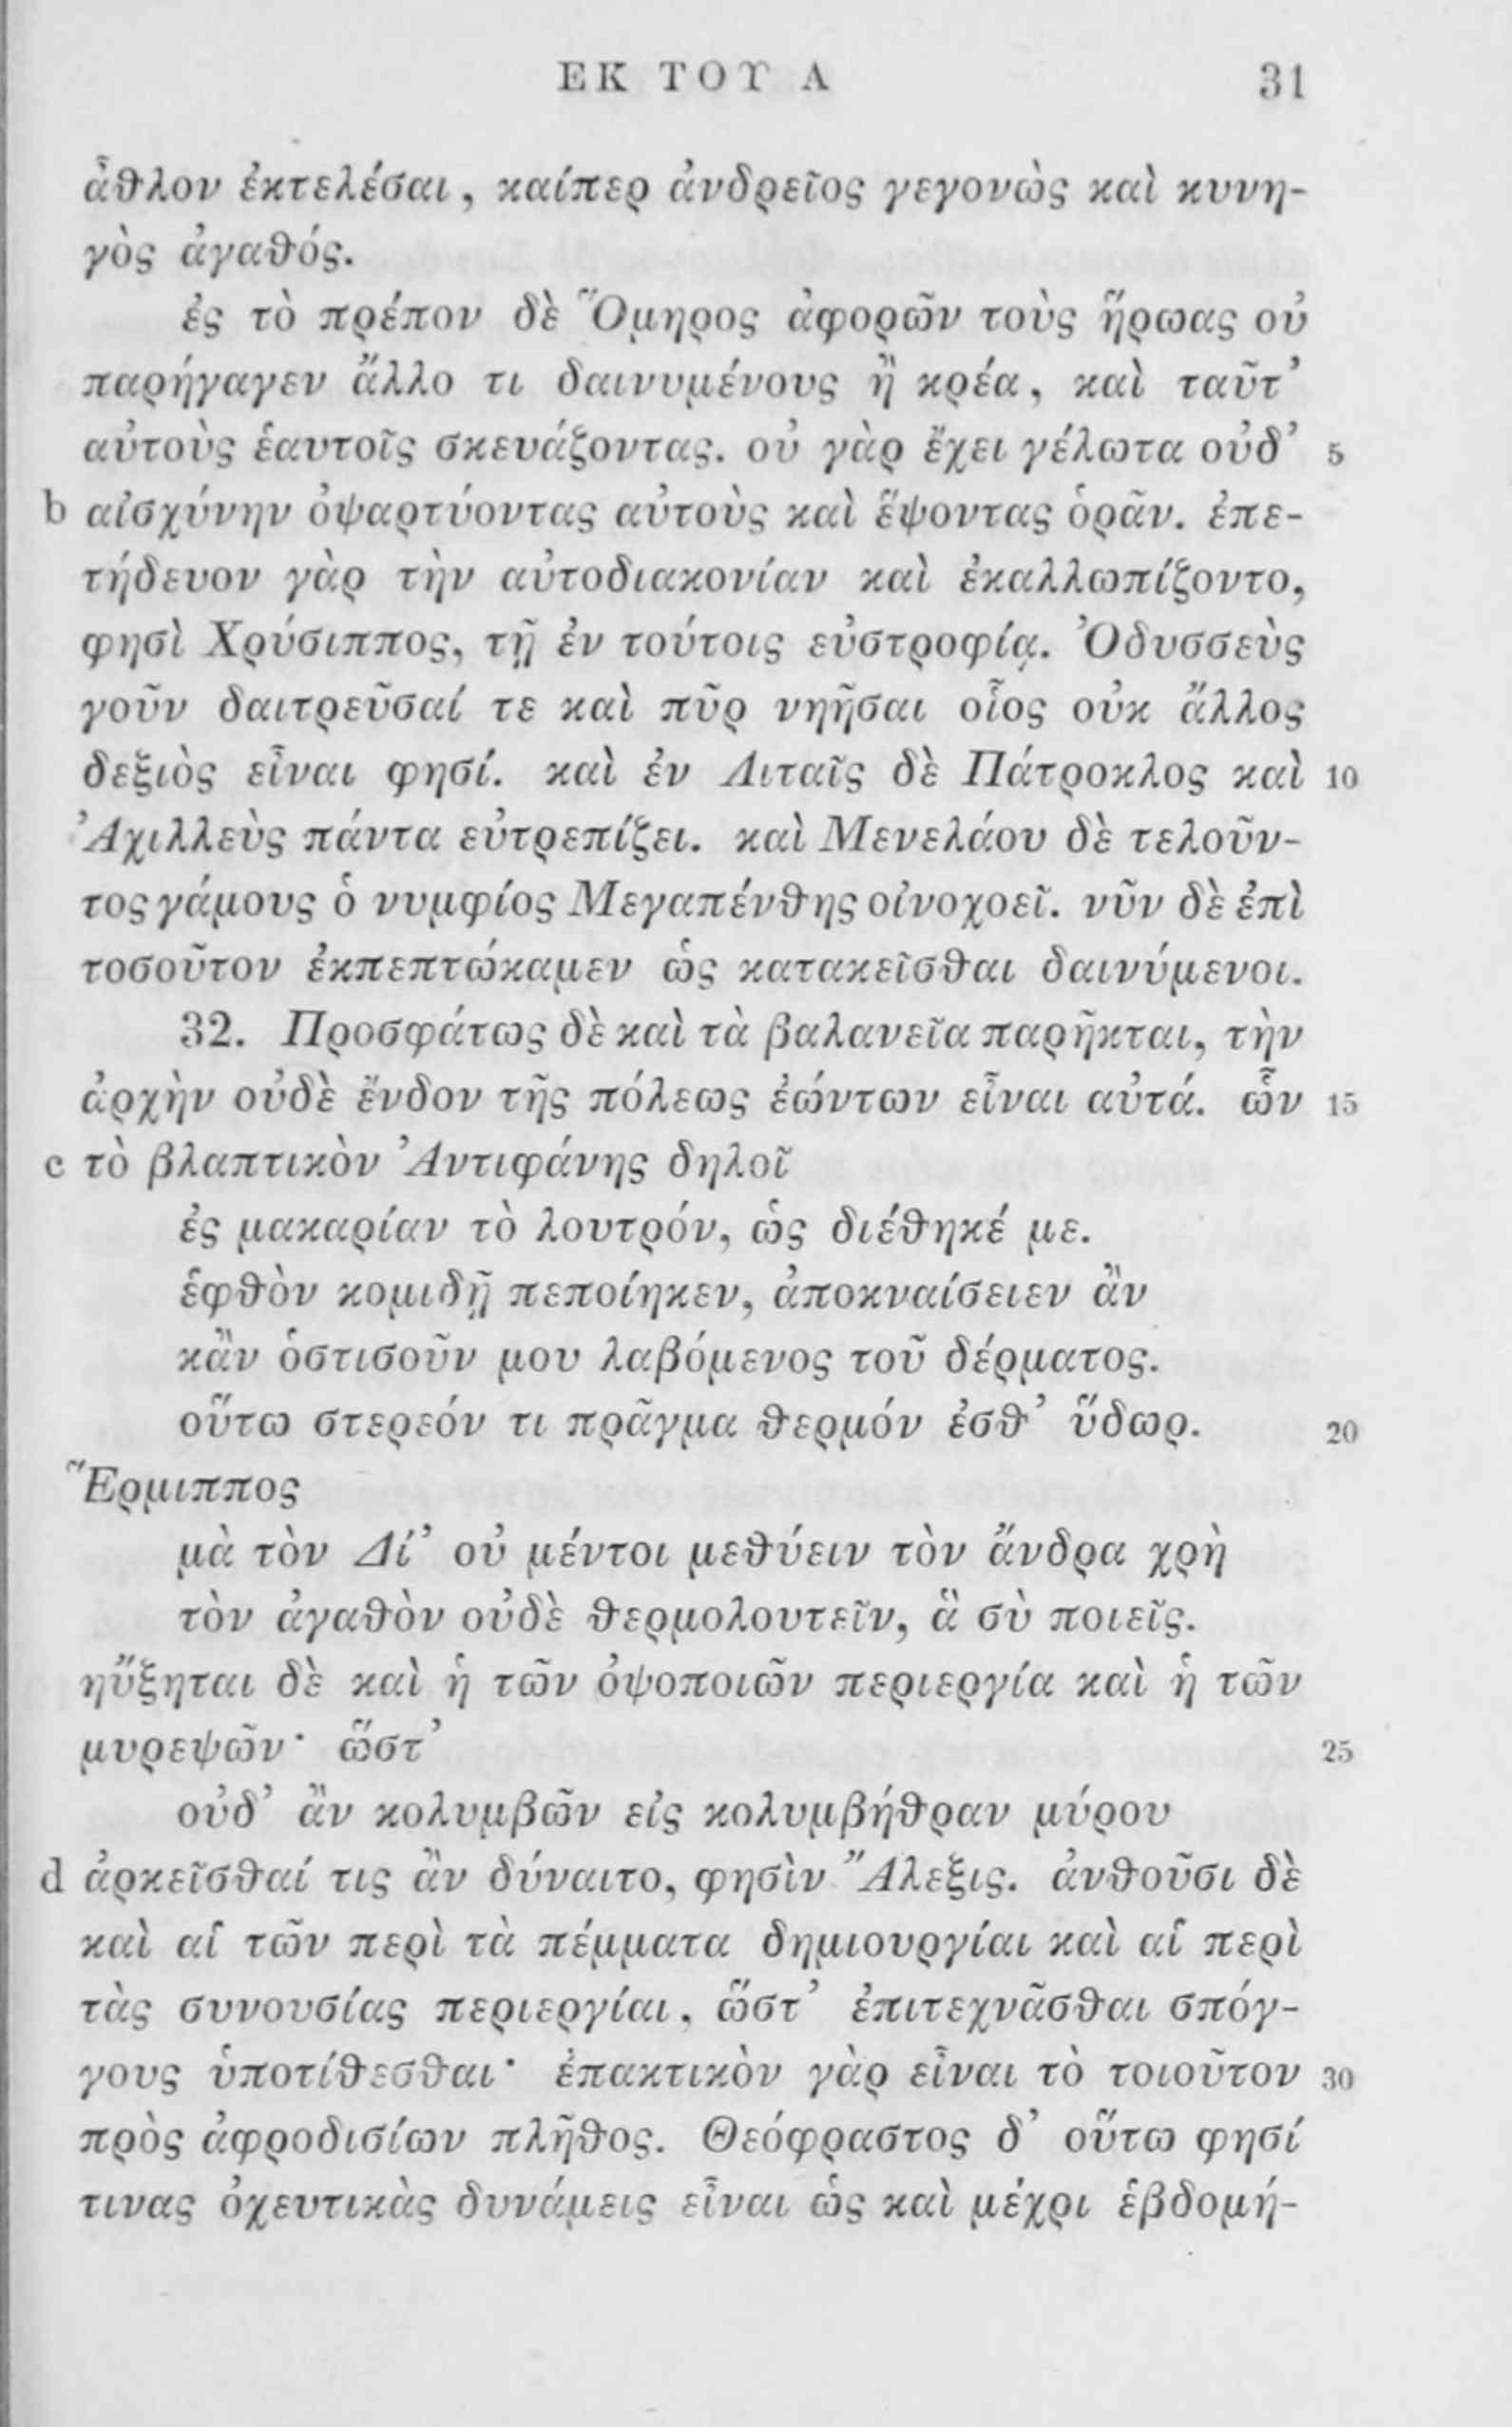 ΕΚ ΤΟΥ Α 31
ἆθλον ἐκτελέσαι, καίπερ ἀνδρεῖος γεγονὼς καὶ κυνη-
γὸς ἀγαθός.
ἐς τὸ πρέπον δὲ Ὅμηρος ἀφορῶν τοὺς ἥρωας οὐ
παρήγαγεν ἄλλο τι δαινυμένους ἢ κρέα, καὶ ταῦτ’
αὐτοὺς ἑαυτοῖς σκευάζοντας. οὐ γὰρ ἔχει γέλωτα οὐδ’ 5
b αἰσχύνην ὀψαρτύοντας αὐτοὺς καὶ ἕψοντας ὁρᾶν. ἐπε-
τήδευον γὰρ τὴν αὐτοδιακονίαν καὶ ἐκαλλωπίζοντο,
φησὶ Χρύσιππος, τῇ ἐν τούτοις εὐστροφίᾳ. Ὀδυσσεὺς
γοῦν δαιτρεῦσαί τε καὶ πῦρ νηῆσαι οἷος οὐκ ἄλλος
δεξιὸς εἶναι φησί. καὶ ἐν Λιταῖς δὲ Πάτροκλος καὶ 10
Ἀχιλλεὺς πάντα εὐτρεπίζει. καὶ Μενελάου δὲ τελοῦν-
τος γάμους ὁ νυμφίος Μεγαπένθης οἰνοχοεῖ. νῦν δὲ ἐπὶ
τοσοῦτον ἐκπεπτώκαμεν ὡς κατακεῖσθαι δαινύμενοι.
32. Προσφάτως δὲ καὶ τὰ βαλανεῖα παρῆκται, τὴν
ἀρχὴν οὐδὲ ἔνδον τῆς πόλεως ἐώντων εἶναι αὐτά. ὧν 15
c τὸ βλαπτικὸν Ἀντιφάνης δηλοῖ
ἐς μακαρίαν τὸ λουτρόν, ὡς διέθηκέ με.
ἑφθὸν κομιδῇ πεποίηκεν, ἀποκναίσειεν ἂν
κἂν ὁστισοῦν μου λαβόμενος τοῦ δέρματος.
οὕτω στερεόν τι πρᾶγμα θερμόν ἐσθ’ ὕδωρ. 20
Ἕρμιππος
μὰ τὸν Δί’ οὐ μέντοι μεθύειν τὸν ἄνδρα χρὴ
τὸν ἀγαθὸν οὐδὲ θερμολουτεῖν, ἃ σὺ ποιεῖς.
ηὔξηται δὲ καὶ ἡ τῶν ὀψοποιῶν περιεργία καὶ ἡ τῶν
μυρεψῶν· ὥστ’ 25
οὐδ’ ἂν κολυμβῶν εἰς κολυμβήθραν μύρου
d ἀρκεῖσθαί τις ἂν δύναιτο, φησὶν Ἄλεξις. ἀνθοῦσι δὲ
καὶ αἱ τῶν περὶ τὰ πέμματα δημιουργίαι καὶ αἱ περὶ
τὰς συνουσίας περιεργίαι, ὥστ’ ἐπιτεχνᾶσθαι σπόγ-
γους ὑποτίθεσθαι· ἐπακτικὸν γὰρ εἶναι τὸ τοιοῦτον 30
πρὸς ἀφροδισίων πλῆθος. Θεόφραστος δ’ οὕτω φησί
τινας ὀχευτικὰς δυνάμεις εἶναι ὡς καὶ μέχρι ἑβδομή-